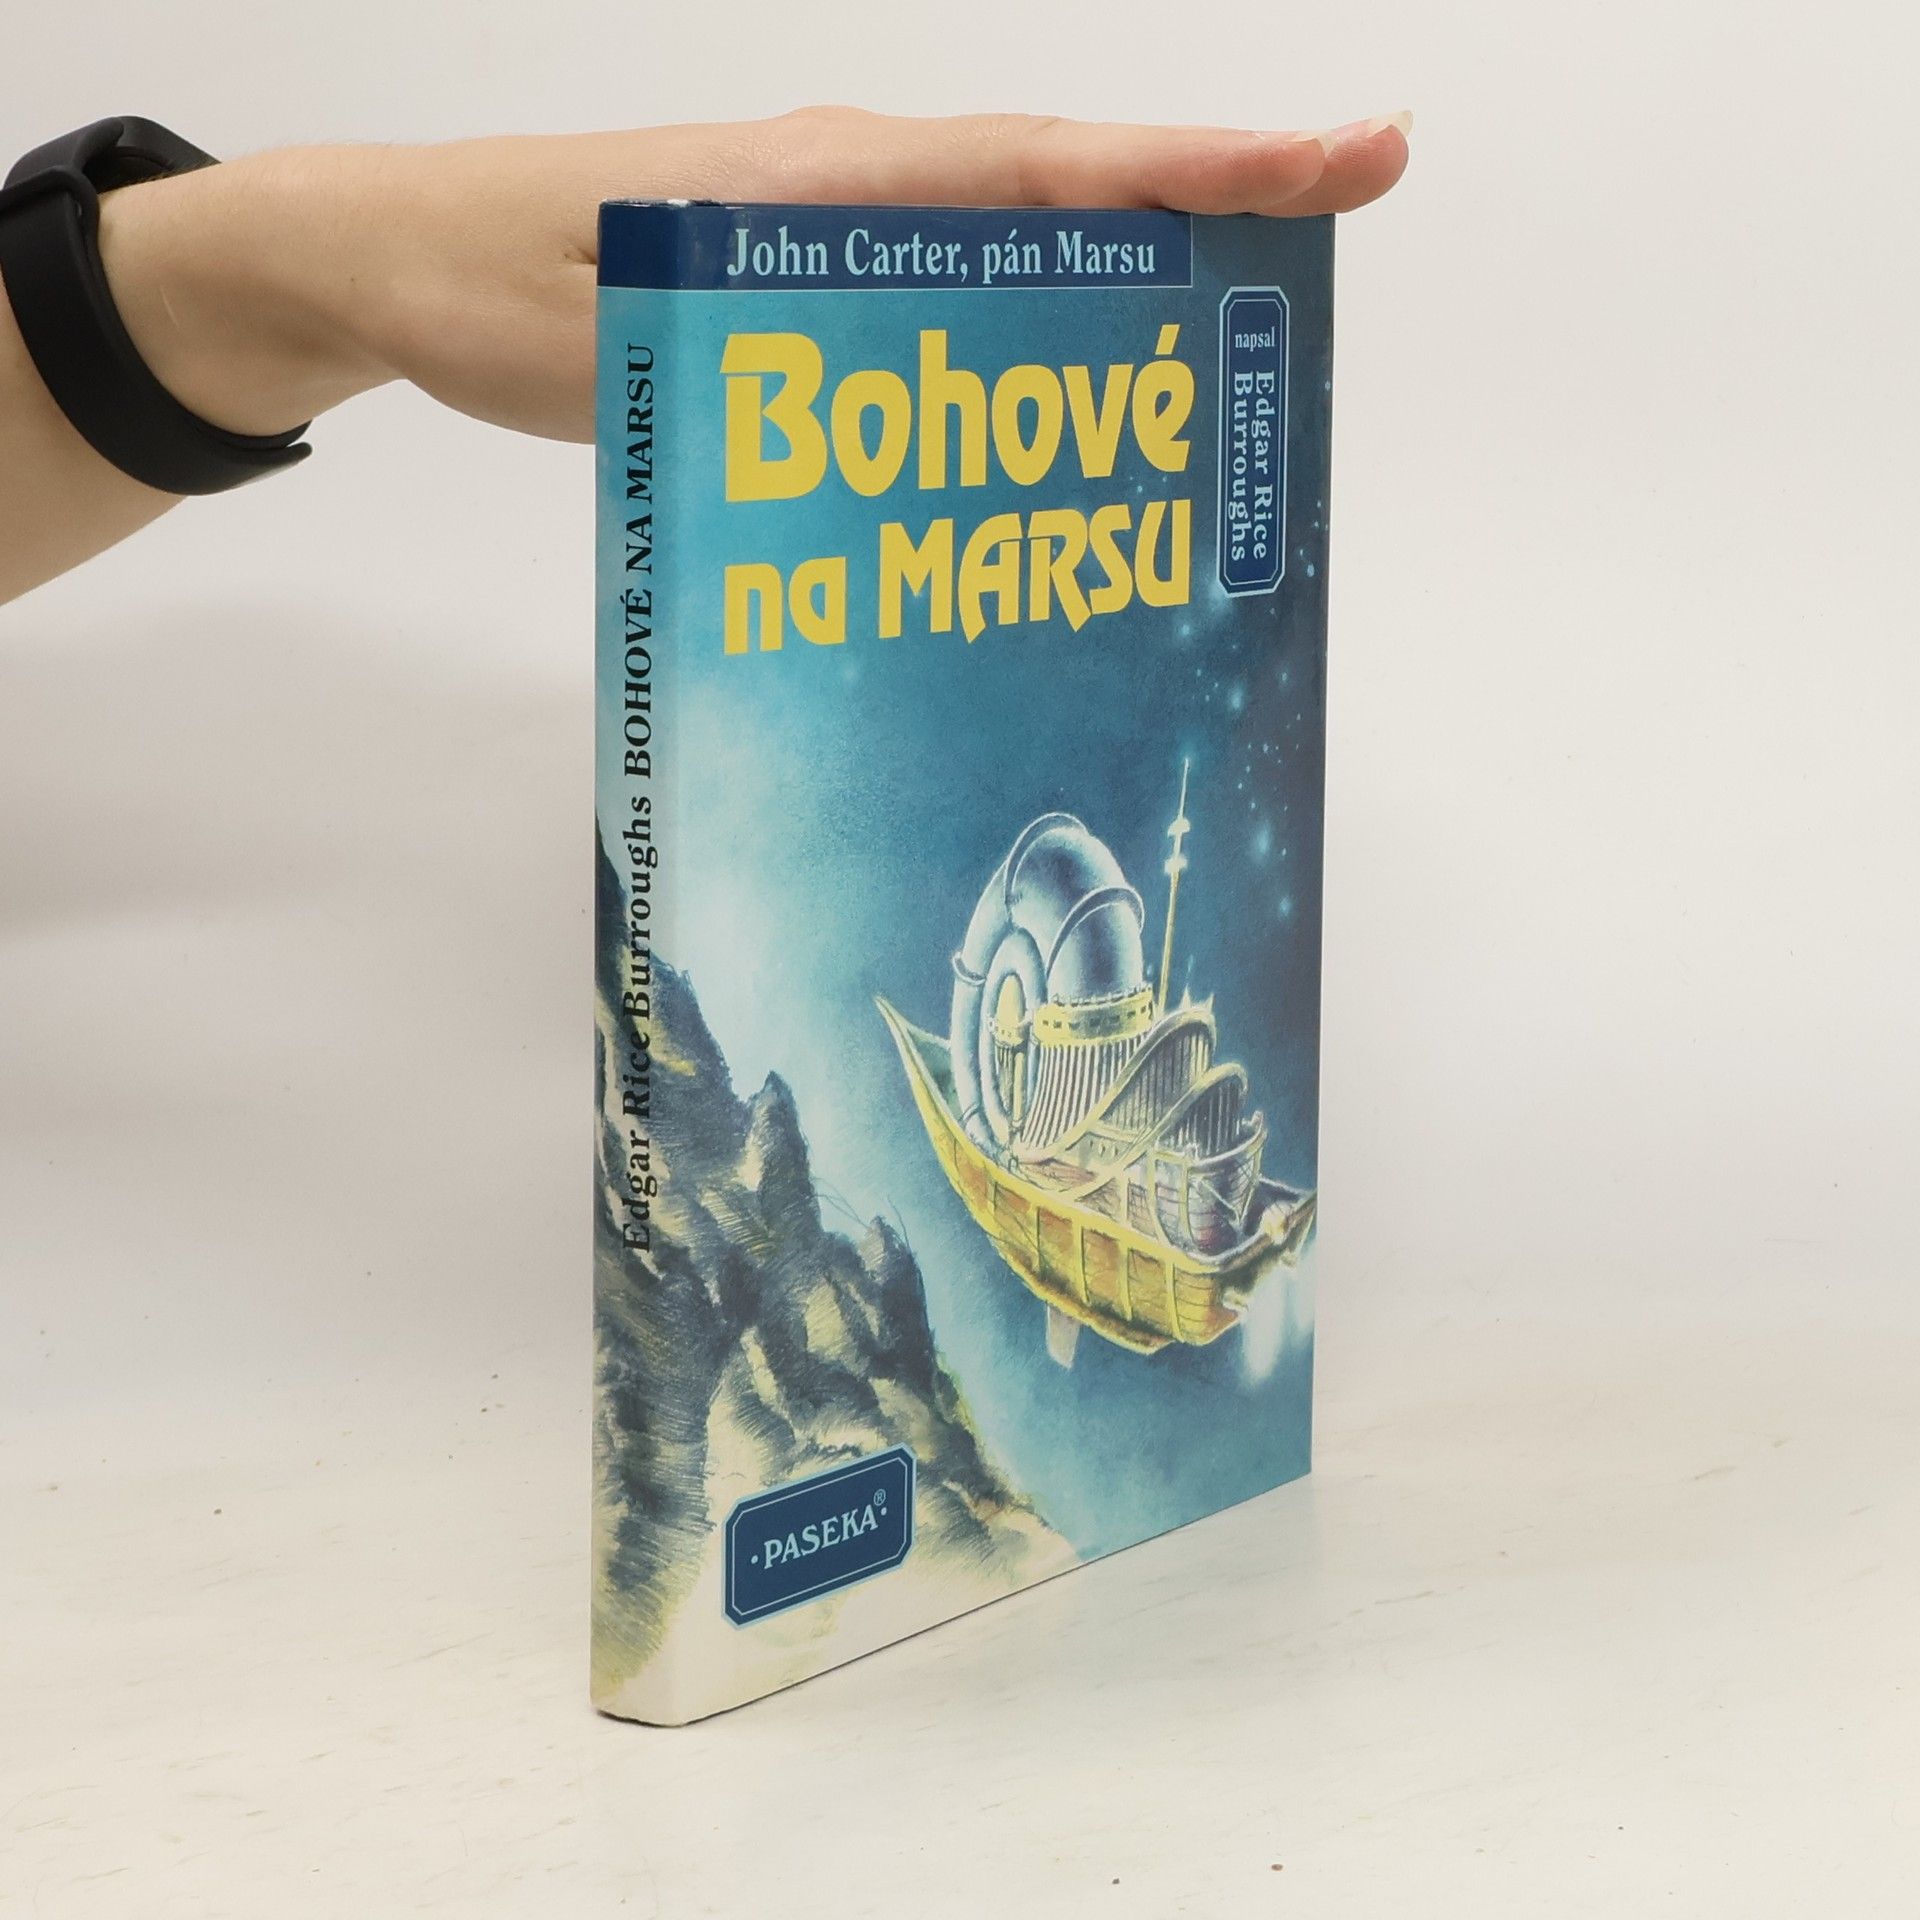 John Carter, pán Marsu
Bohové
na MARSU
napsal
Edgar Rice
Burroughs
Edgar Rice Burroughs BOHOVÉ NA MARSU
·PASEKA®·